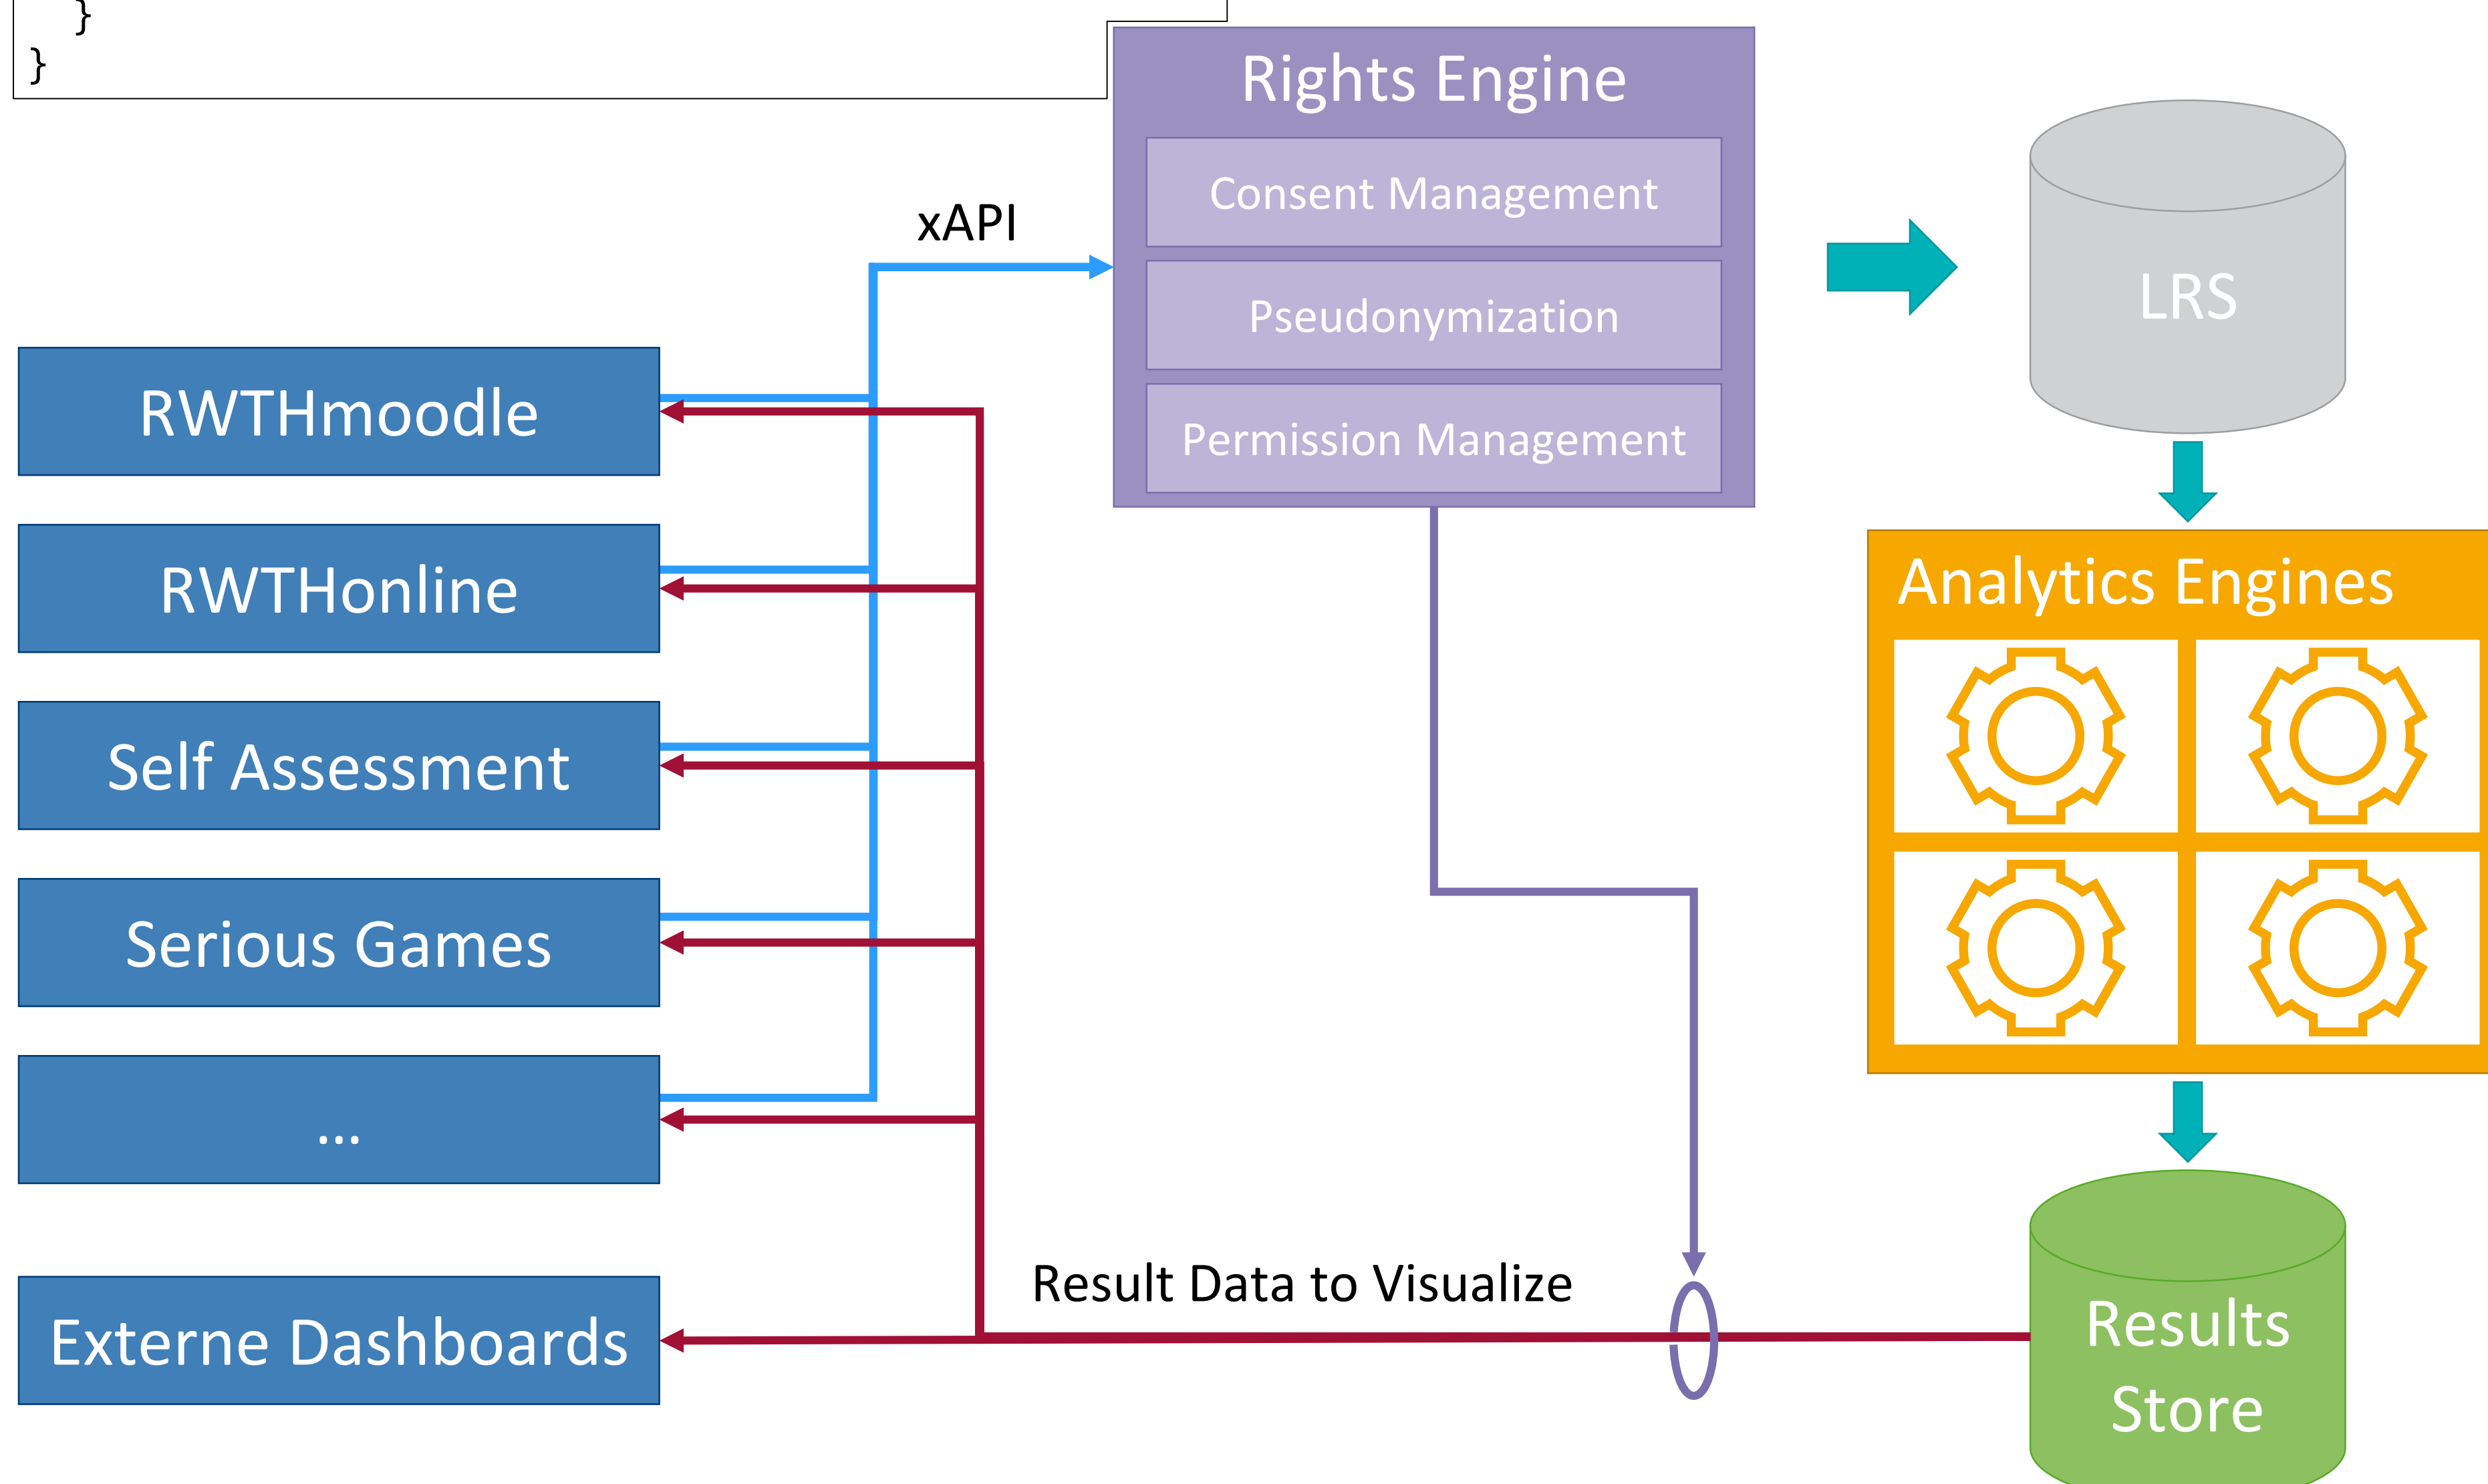 }
}
Rights Engine
Consent Management
Pseudonymization
Permission Management
xAPI
LRS
RWTHmoodle
RWTHonline
Self Assessment
Serious Games
...
Externe Dashboards
Analytics Engines
Result Data to Visualize
Results
Store